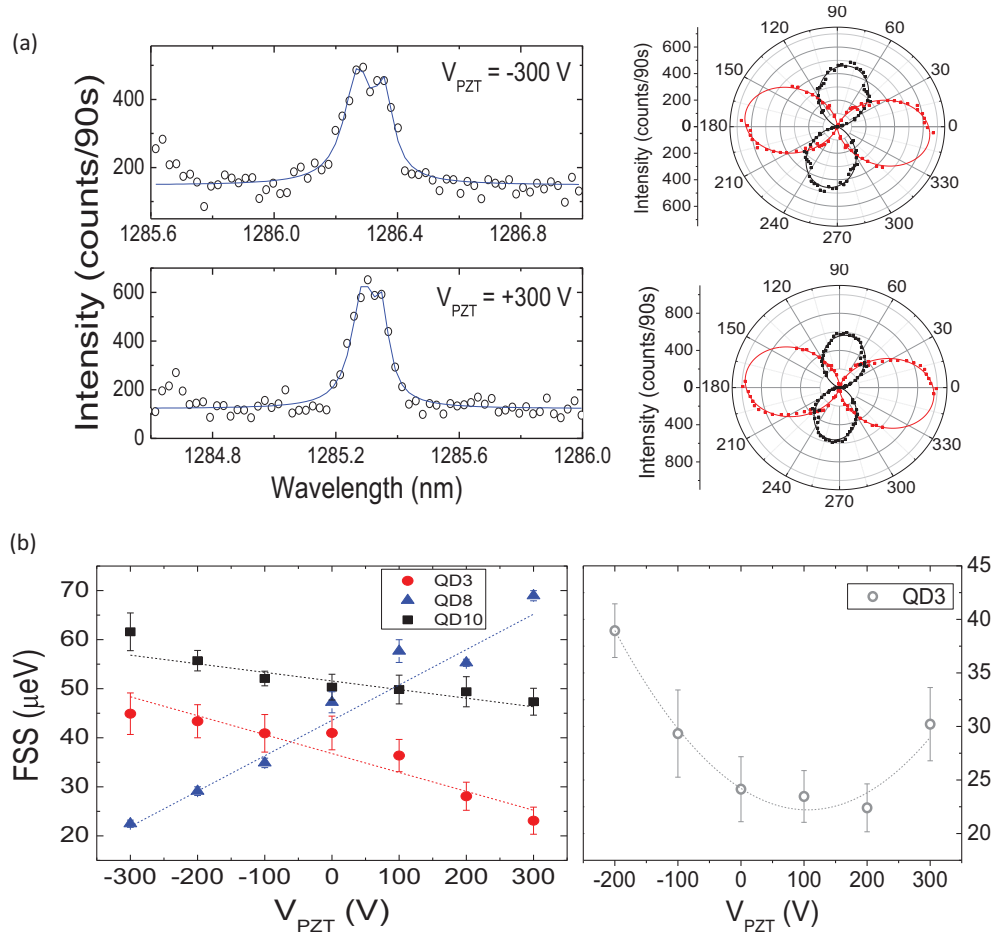 (a)
Intensity (counts/90s)
V_PZT = -300 V
400
200
1285.6 1286.0 1286.4 1286.8
V_PZT = +300 V
600
400
200
0
1284.8 1285.2 1285.6 1286.0
Wavelength (nm)
Intensity (counts/90s)
600
400
200
0
200
400
600
90
60
30
0
330
300
270
240
210
180
150
120
Intensity (counts/90s)
800
400
0
400
800
90
60
30
0
330
300
270
240
210
180
150
120
(b)
FSS (μeV)
70
60
50
40
30
20
QD3
QD8
QD10
-300 -200 -100 0 100 200 300
V_PZT (V)
QD3
45
40
35
30
25
20
-200 -100 0 100 200 300
V_PZT (V)